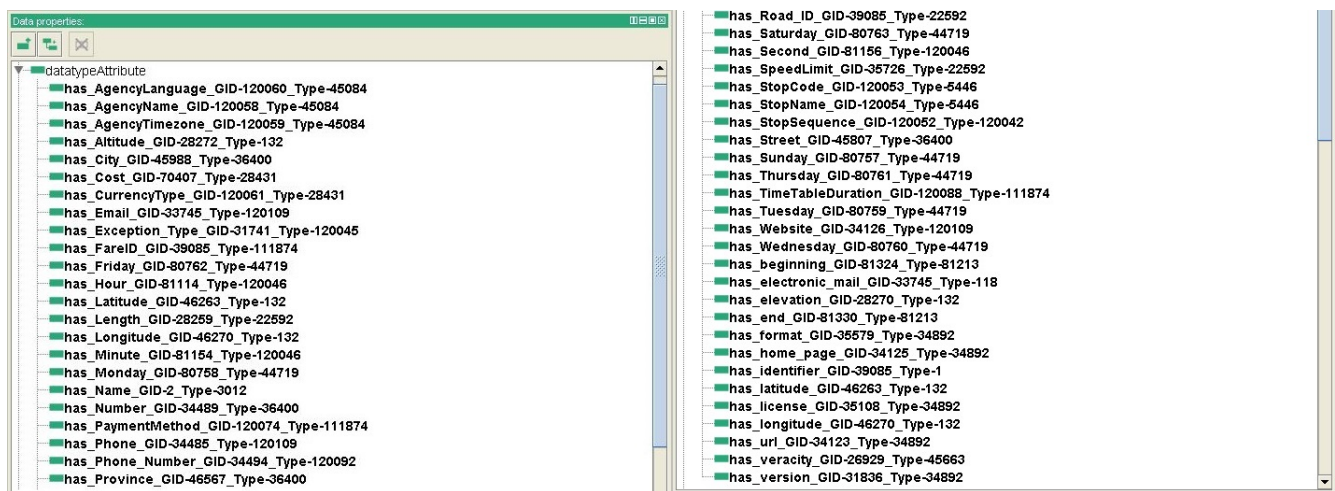 Data properties:
datatypeAttribute
has_AgencyLanguage_GID-120060_Type-45084
has_AgencyName_GID-120058_Type-45084
has_AgencyTimezone_GID-120059_Type-45084
has_Altitude_GID-28272_Type-132
has_City_GID-45988_Type-36400
has_Cost_GID-70407_Type-28431
has_CurrencyType_GID-120061_Type-28431
has_Email_GID-33745_Type-120109
has_Exception_Type_GID-31741_Type-120045
has_FareID_GID-39085_Type-111874
has_Friday_GID-80762_Type-44719
has_Hour_GID-81114_Type-120046
has_Latitude_GID-46263_Type-132
has_Length_GID-28259_Type-22592
has_Longitude_GID-46270_Type-132
has_Minute_GID-81154_Type-120046
has_Monday_GID-80758_Type-44719
has_Name_GID-2_Type-3012
has_Number_GID-34489_Type-36400
has_PaymentMethod_GID-120074_Type-111874
has_Phone_GID-34485_Type-120109
has_Phone_Number_GID-34494_Type-120092
has_Province_GID-46567_Type-36400
has_Road_ID_GID-39085_Type-22592
has_Saturday_GID-80763_Type-44719
has_Second_GID-81156_Type-120046
has_SpeedLimit_GID-35726_Type-22592
has_StopCode_GID-120053_Type-5446
has_StopName_GID-120054_Type-5446
has_StopSequence_GID-120052_Type-120042
has_Street_GID-45807_Type-36400
has_Sunday_GID-80757_Type-44719
has_Thursday_GID-80761_Type-44719
has_TimeTableDuration_GID-120088_Type-111874
has_Tuesday_GID-80759_Type-44719
has_Website_GID-34126_Type-120109
has_Wednesday_GID-80760_Type-44719
has_beginning_GID-81324_Type-81213
has_electronic_mail_GID-33745_Type-118
has_elevation_GID-28270_Type-132
has_end_GID-81330_Type-81213
has_format_GID-35579_Type-34892
has_home_page_GID-34125_Type-34892
has_identifier_GID-39085_Type-1
has_latitude_GID-46263_Type-132
has_license_GID-35108_Type-34892
has_longitude_GID-46270_Type-132
has_url_GID-34123_Type-34892
has_veracity_GID-26929_Type-45663
has_version_GID-31836_Type-34892